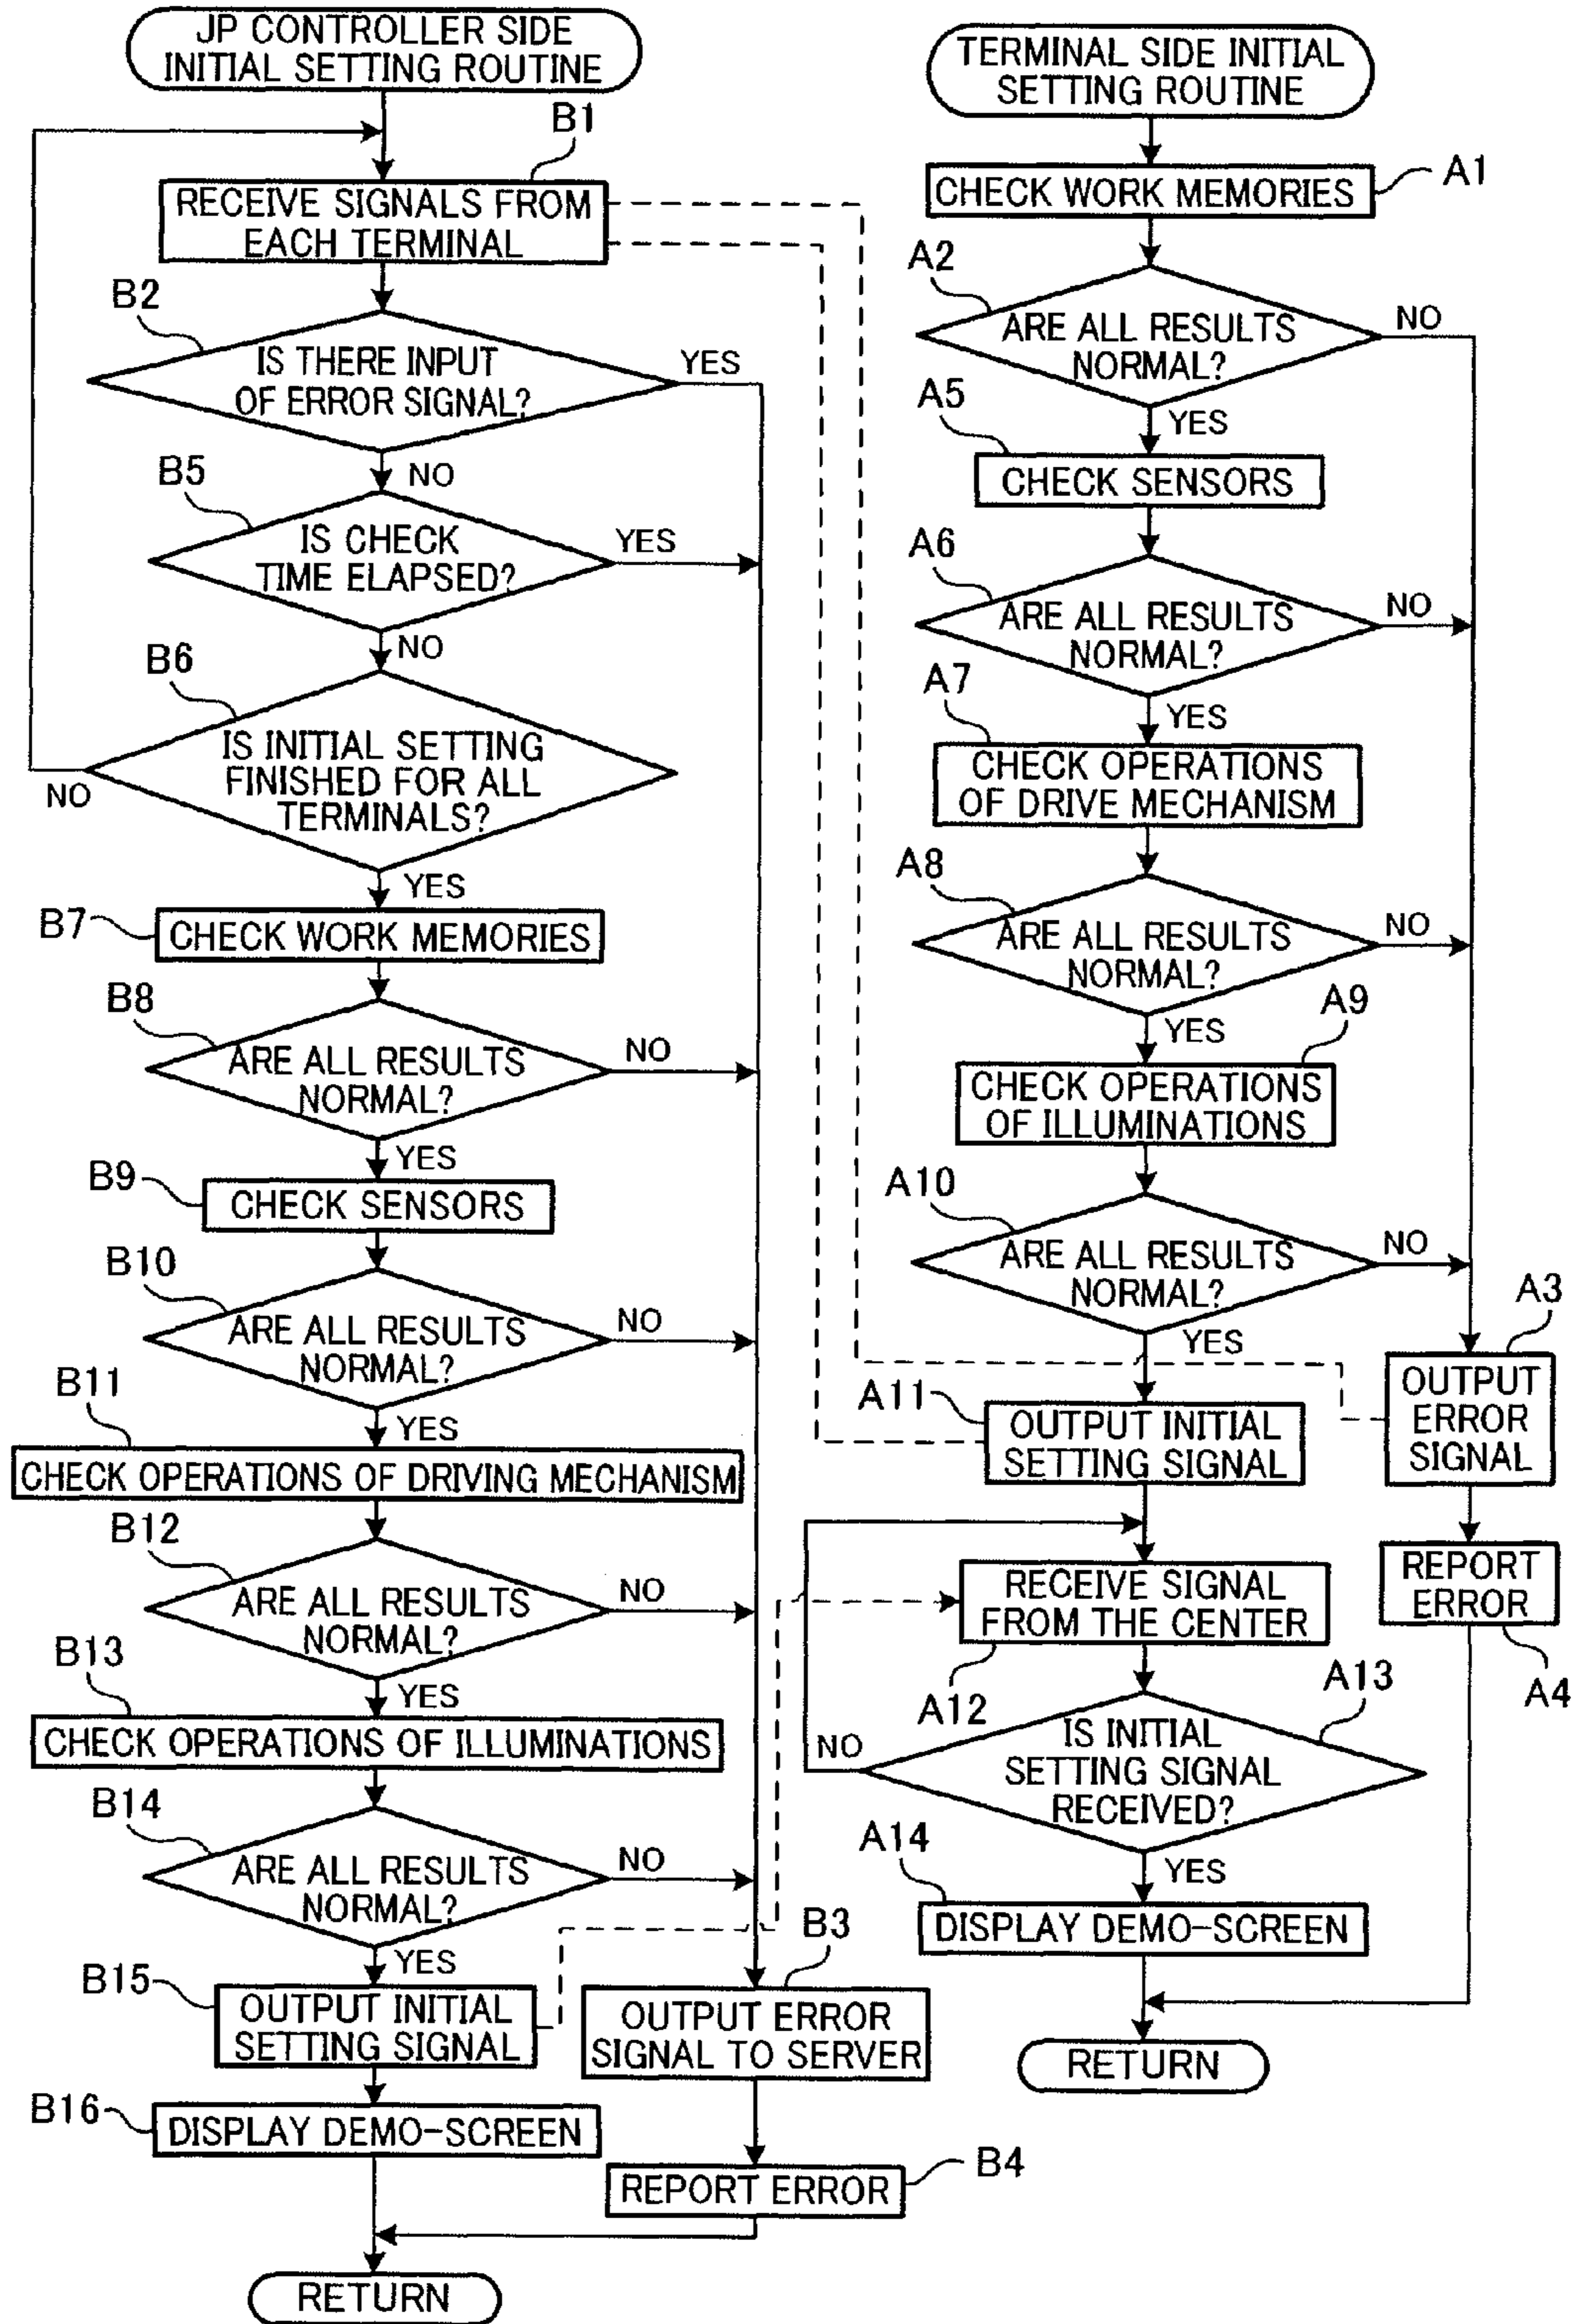 JP CONTROLLER SIDE
INITIAL SETTING ROUTINE
B1
RECEIVE SIGNALS FROM
EACH TERMINAL
B2
IS THERE INPUT
OF ERROR SIGNAL?
YES
NO
B5
IS CHECK
TIME ELAPSED?
YES
NO
B6
IS INITIAL SETTING
FINISHED FOR ALL
TERMINALS?
NO
YES
B7
CHECK WORK MEMORIES
B8
ARE ALL RESULTS
NORMAL?
NO
YES
B9
CHECK SENSORS
B10
ARE ALL RESULTS
NORMAL?
NO
YES
B11
CHECK OPERATIONS OF DRIVING MECHANISM
B12
ARE ALL RESULTS
NORMAL?
NO
YES
B13
CHECK OPERATIONS OF ILLUMINATIONS
B14
ARE ALL RESULTS
NORMAL?
NO
YES
B15
OUTPUT INITIAL
SETTING SIGNAL
B16
DISPLAY DEMO-SCREEN
B3
OUTPUT ERROR
SIGNAL TO SERVER
B4
REPORT ERROR
RETURN
TERMINAL SIDE INITIAL
SETTING ROUTINE
A1
CHECK WORK MEMORIES
A2
ARE ALL RESULTS
NORMAL?
NO
YES
A5
CHECK SENSORS
A6
ARE ALL RESULTS
NORMAL?
NO
YES
A7
CHECK OPERATIONS
OF DRIVE MECHANISM
A8
ARE ALL RESULTS
NORMAL?
NO
YES
A9
CHECK OPERATIONS
OF ILLUMINATIONS
A10
ARE ALL RESULTS
NORMAL?
NO
YES
A3
OUTPUT
ERROR
SIGNAL
A11
OUTPUT INITIAL
SETTING SIGNAL
REPORT
ERROR
A4
RECEIVE SIGNAL
FROM THE CENTER
A12
A13
IS INITIAL
SETTING SIGNAL
RECEIVED?
NO
YES
A14
DISPLAY DEMO-SCREEN
RETURN